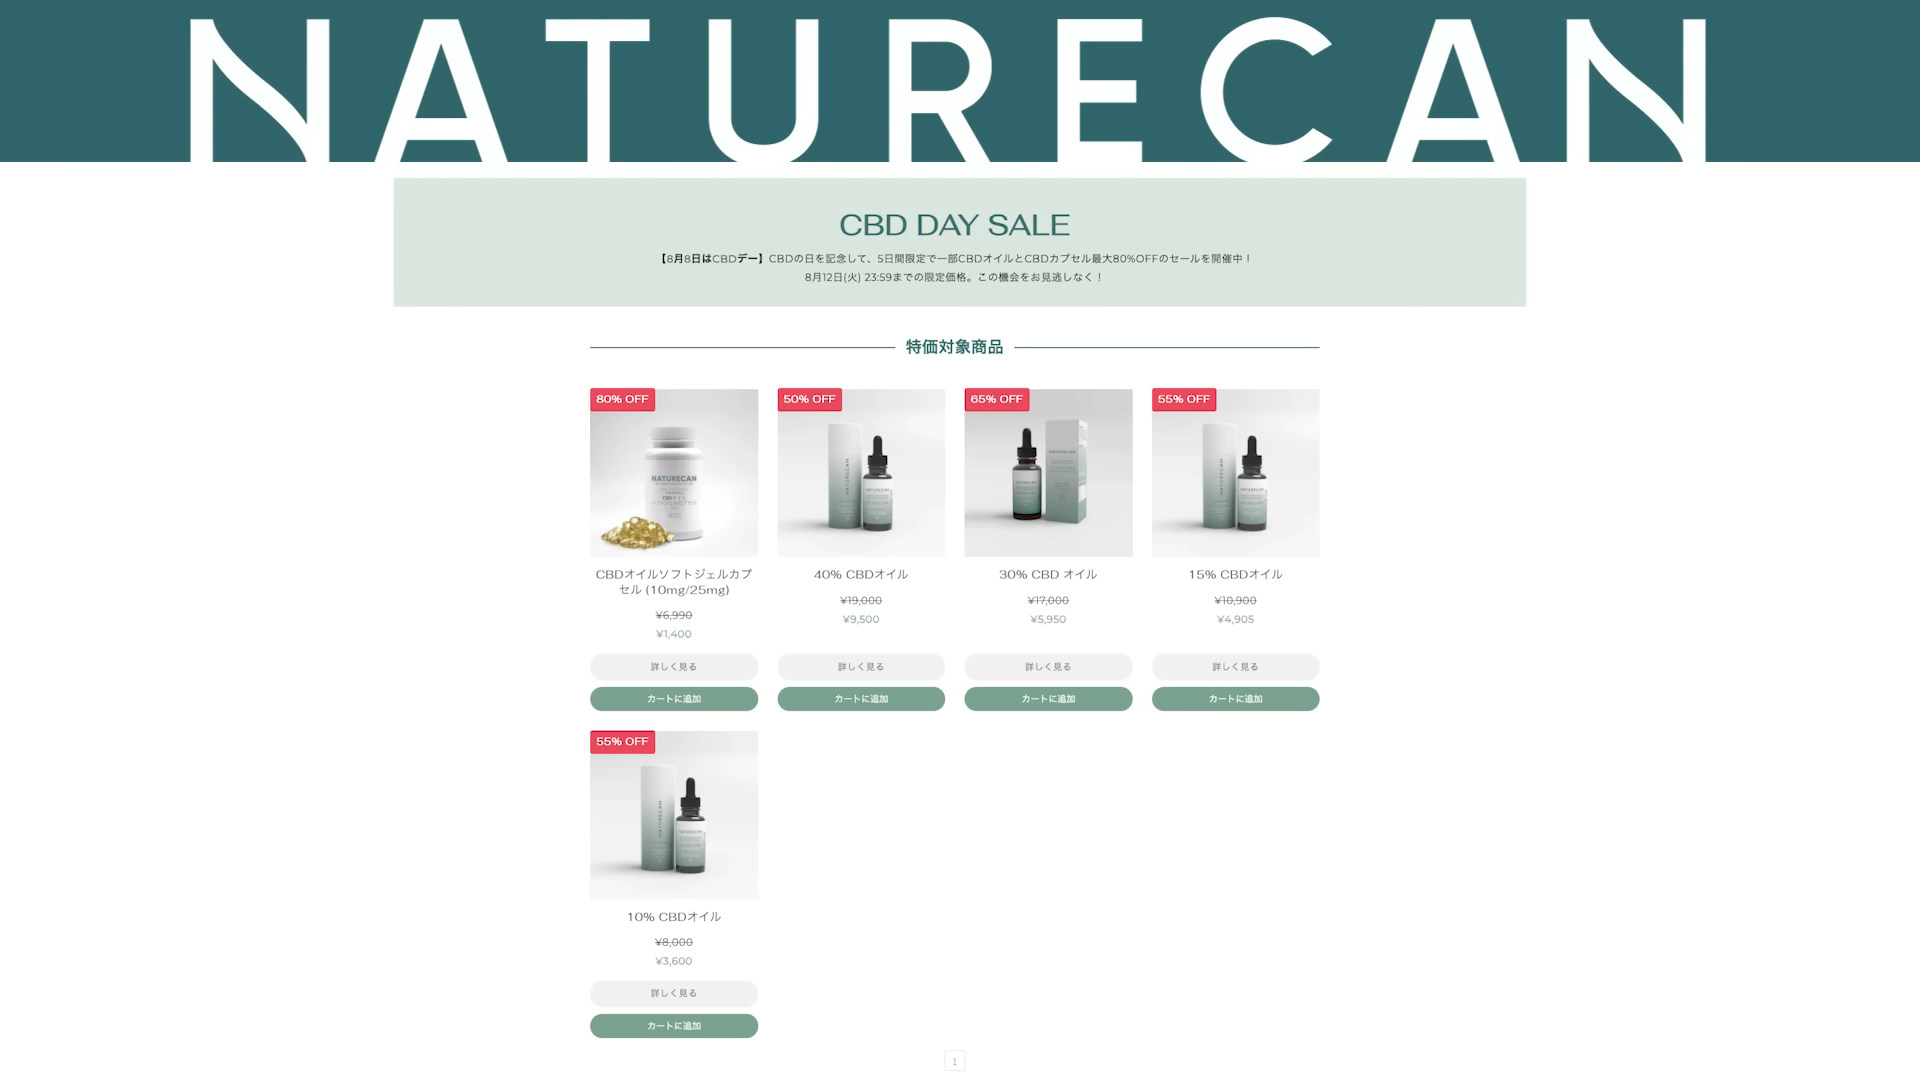 NATURECAN
CBD DAY SALE
【8月8日はCBDデー】CBDの日を記念して、5日間限定で一部CBDオイルとCBDカプセル最大80%OFFのセールを開催中！
8月12日(火) 23:59までの限定価格。この機会をお見逃しなく！
特価対象商品
80% OFF
NATURECAN
CBDオイルソフトジェルカプ
セル (10mg/25mg)
¥6,990
¥1,400
詳しく見る
カートに追加
50% OFF
NATURECAN
NATURECAN
40% CBDオイル
¥19,000
¥9,500
詳しく見る
カートに追加
65% OFF
NATURECAN
30% CBD オイル
¥17,000
¥5,950
詳しく見る
カートに追加
55% OFF
NATURECAN
NATURECAN
15% CBDオイル
¥10,900
¥4,905
詳しく見る
カートに追加
55% OFF
NATURECAN
NATURECAN
10% CBDオイル
¥8,000
¥3,600
詳しく見る
カートに追加
1